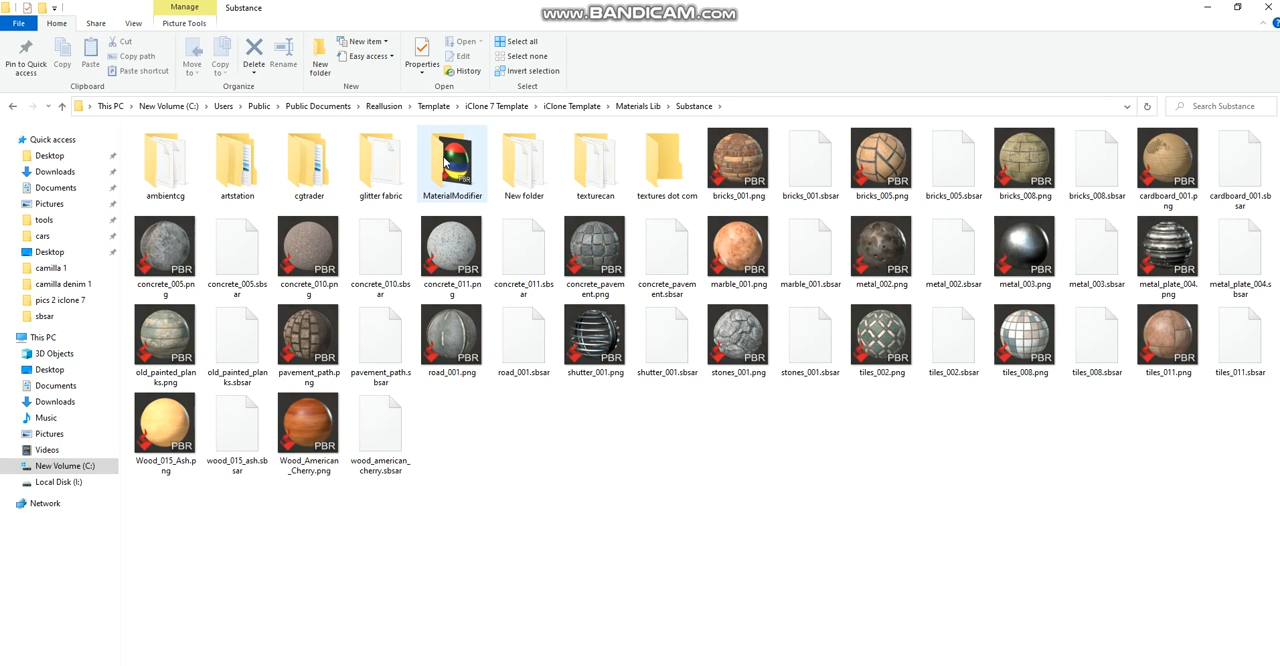 Manage
Substance
www.BANDICAM.com
File
Home
Share
View
Picture Tools
Pin to Quick access
Copy
Paste
Cut
Copy path
Paste shortcut
Clipboard
Move to
Copy to
Delete
Rename
Organize
New folder
New item
Easy access
New
Properties
Open
Edit
History
Open
Select all
Select none
Invert selection
Select
This PC > New Volume (C:) > Users > Public > Public Documents > Reallusion > Template > iClone 7 Template > iClone Template > Materials Lib > Substance >
Search Substance
Quick access
Desktop
Downloads
Documents
Pictures
tools
cars
Desktop
camilla 1
camilla denim 1
pics 2 iclone 7
sbsar
This PC
3D Objects
Desktop
Documents
Downloads
Music
Pictures
Videos
New Volume (C:)
Local Disk (I:)
Network
ambientcg
artstation
cgtrader
glitter fabric
MaterialModifier
New folder
texturecan
textures dot com
bricks_001.png
bricks_001.sbsar
bricks_005.png
bricks_005.sbsar
bricks_008.png
bricks_008.sbsar
cardboard_001.png
cardboard_001.sbsar
concrete_005.png
concrete_005.sbsar
concrete_010.png
concrete_010.sbsar
concrete_011.png
concrete_011.sbsar
concrete_pavement.png
concrete_pavement.sbsar
marble_001.png
marble_001.sbsar
metal_002.png
metal_002.sbsar
metal_003.png
metal_003.sbsar
metal_plate_004.png
metal_plate_004.sbsar
old_painted_planks.png
old_painted_planks.sbsar
pavement_path.png
pavement_path.sbsar
road_001.png
road_001.sbsar
shutter_001.png
shutter_001.sbsar
stones_001.png
stones_001.sbsar
tiles_002.png
tiles_002.sbsar
tiles_008.png
tiles_008.sbsar
tiles_011.png
tiles_011.sbsar
Wood_015_Ash.png
wood_015_ash.sbsar
Wood_American_Cherry.png
wood_american_cherry.sbsar